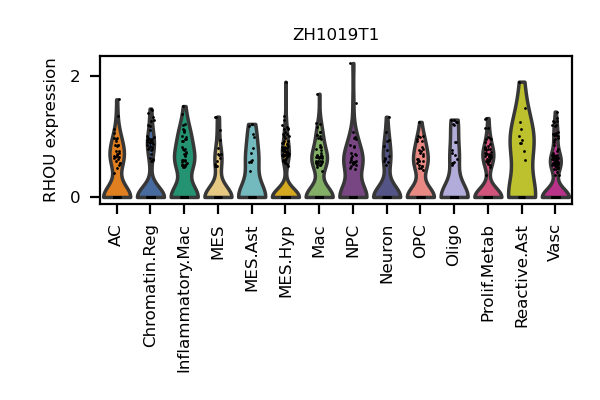 ZH1019T1
RHOU expression
2
0
AC
Chromatin.Reg
Inflammatory.Mac
MES
MES.Ast
MES.Hyp
Mac
NPC
Neuron
OPC
Oligo
Prolif.Metab
Reactive.Ast
Vasc